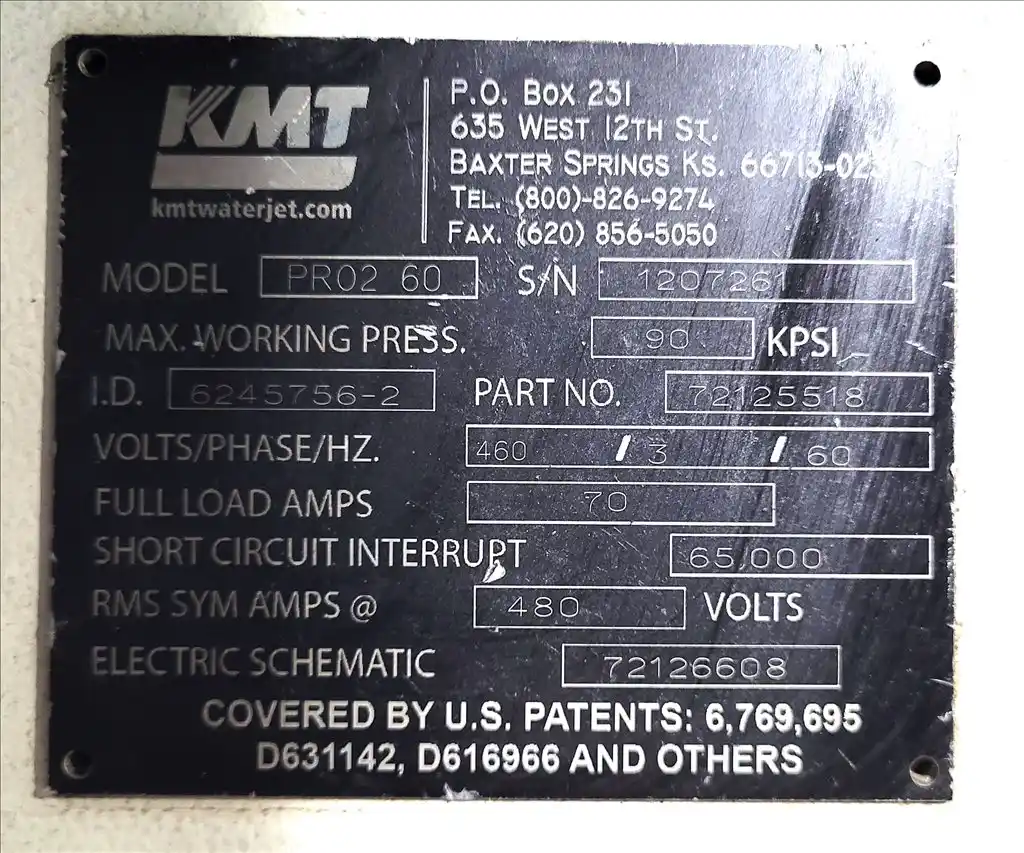 KMT
kmtwaterjet.com
P.O. BOX 231
635 WEST 12TH ST.
BAXTER SPRINGS KS.
TEL. (800)-826-9274
FAX. (620) 856-5050
MODEL PRO2 60 S/N 1207261
MAX. WORKING PRESS. 90 KPSI
I.D. 6245756-2 PART NO. 72125518
VOLTS/PHASE/HZ. 460 / 3 / 60
FULL LOAD AMPS 70
SHORT CIRCUIT INTERRUPT 65,000
RMS SYM AMPS @ 480 VOLTS
ELECTRIC SCHEMATIC 72126608
COVERED BY U.S. PATENTS: 6,769,695
D631142, D616966 AND OTHERS